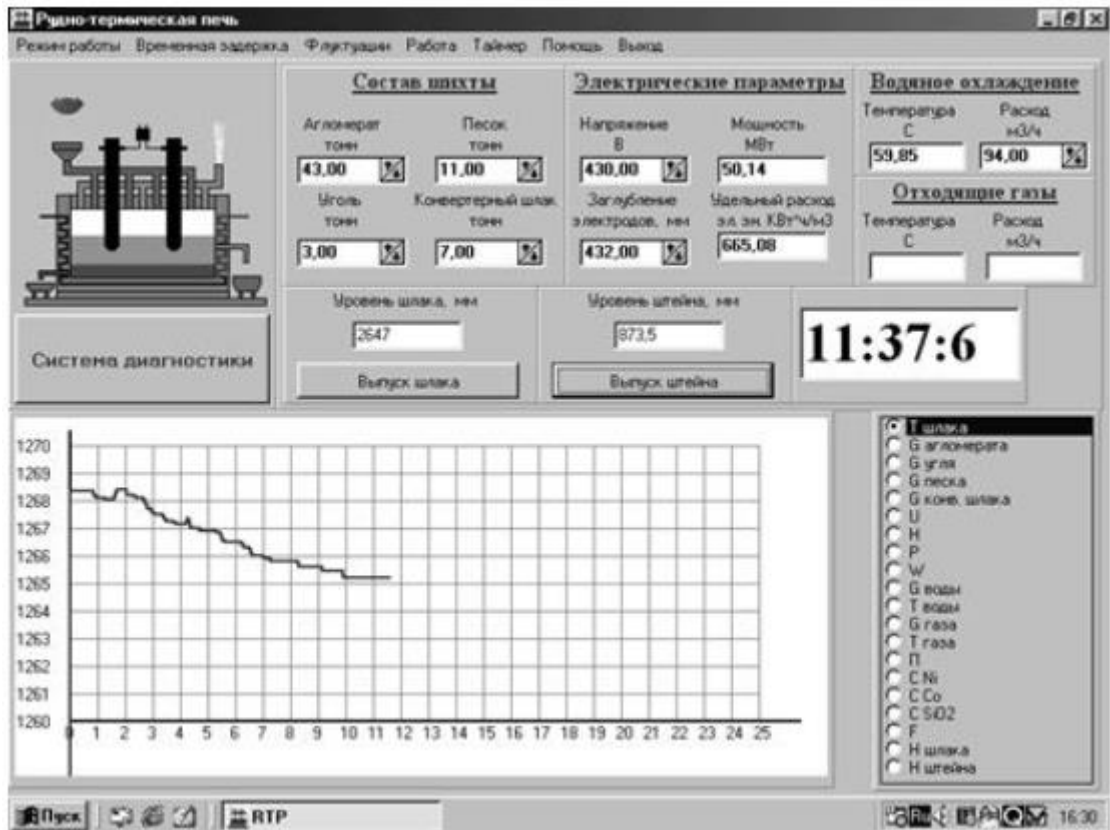 Рудно-термическая печь
Режим работы Временная задержка Флуктуации Работа Таймер Помощь Выход
Состав шихты
Агломерат Песок
тонн тонн
43,00 % 11,00 %
Уголь Конвертерный шлак
тонн тонн
3,00 % 7,00 %
Электрические параметры
Напряжение Мощность
В МВт
430,00 % 50,14
Заглубление Удельный расход
электродов, мм эл. эн. КВт*ч/м3
432,00 % 665,08
Водяное охлаждение
Температура Расход
С м3/ч
59,85 94,00 %
Отходящие газы
Температура Расход
С м3/ч
Система диагностики
Уровень шлака, мм
2647
Выпуск шлака
Уровень штейна, мм
873,5
Выпуск штейна
11:37:6
1270
1269
1268
1267
1266
1265
1264
1263
1262
1261
1260
0 1 2 3 4 5 6 7 8 9 10 11 12 13 14 15 16 17 18 19 20 21 22 23 24 25
Т шлака
G агломерата
G угля
G песка
G конв. шлака
U
H
P
W
G воды
Т воды
G газа
Т газа
П
C Ni
C Co
C SiO2
F
Н шлака
Н штейна
Пуск RTP Ru 16:30